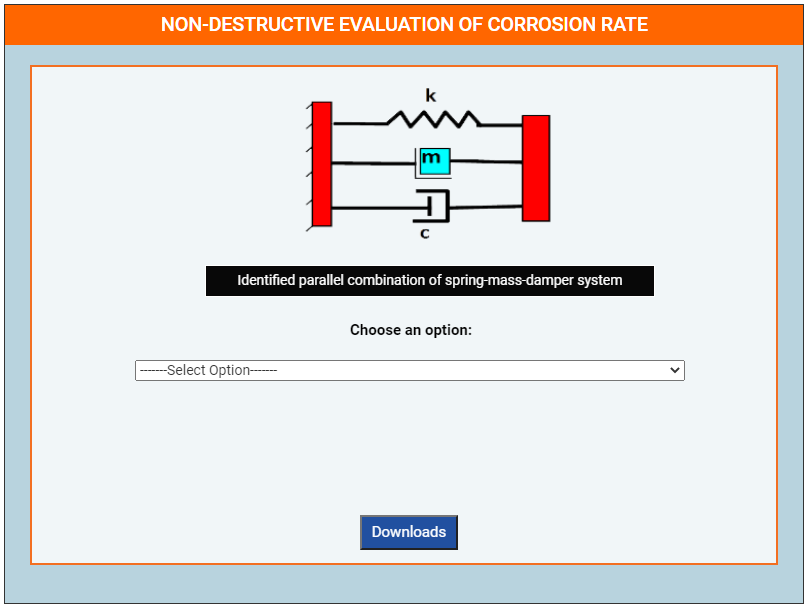 NON-DESTRUCTIVE EVALUATION OF CORROSION RATE
k
m
c
Identified parallel combination of spring-mass-damper system
Choose an option:
-------Select Option-------
Downloads